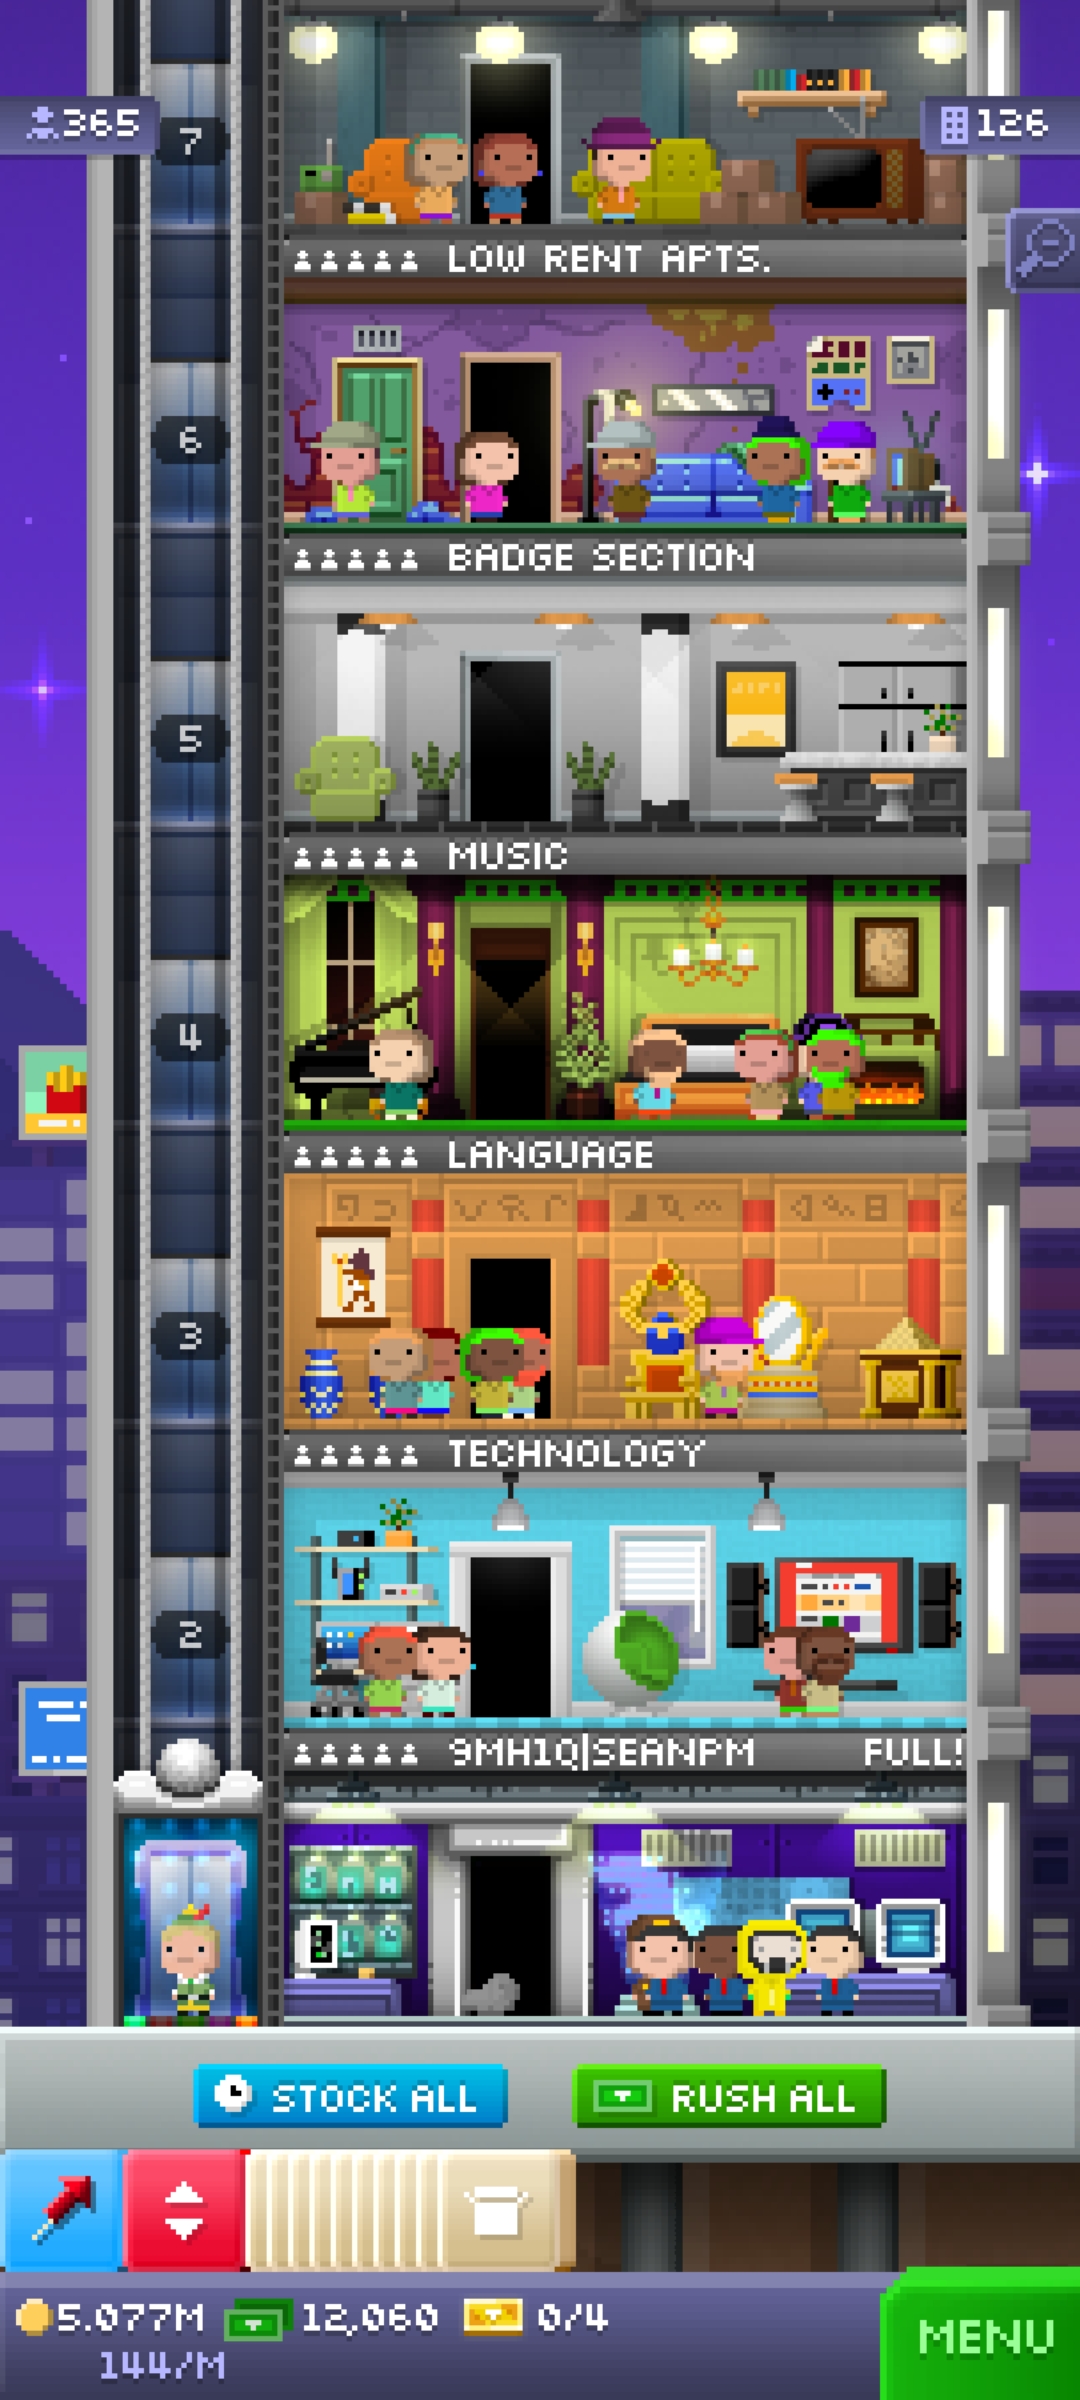 365
7
126
LOW RENT APTS.
6
BADGE SECTION
5
MUSIC
4
LANGUAGE
3
TECHNOLOGY
2
9MH1Q|SEANPM FULL!
STOCK ALL
RUSH ALL
5.077M 12,060 0/4
144/M
MENU